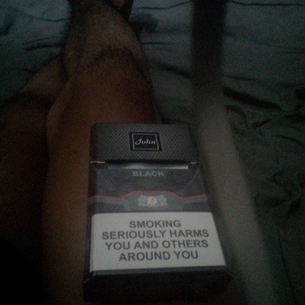 John
BLACK
SMOKING
SERIOUSLY HARMS
YOU AND OTHERS
AROUND YOU